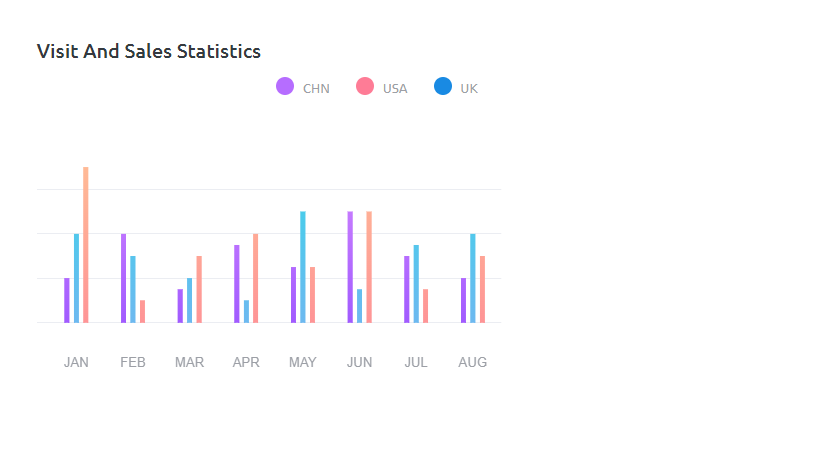 Visit And Sales Statistics
CHN USA UK
JAN FEB MAR APR MAY JUN JUL AUG